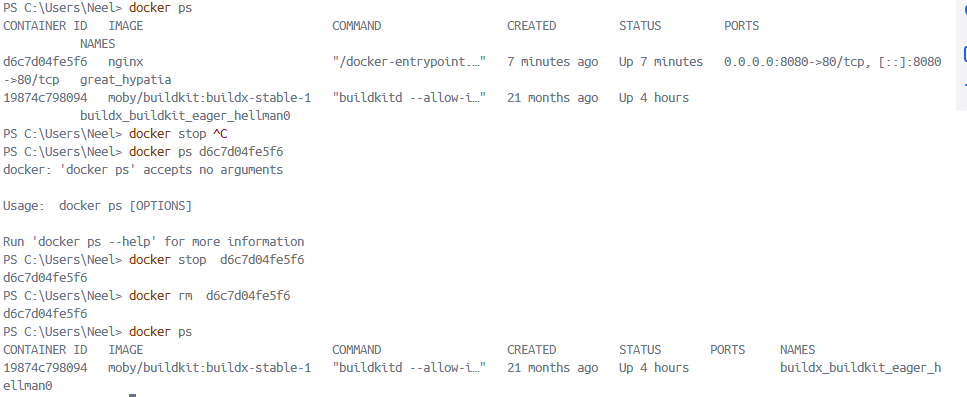 PS C:\Users\Neel> docker ps
CONTAINER ID   IMAGE                           COMMAND                  CREATED         STATUS         PORTS
           NAMES
d6c7d04fe5f6   nginx                           "/docker-entrypoint.…"   7 minutes ago   Up 7 minutes   0.0.0.0:8080->80/tcp, [::]:8080
->80/tcp   great_hypatia
19874c798094   moby/buildkit:buildx-stable-1   "buildkitd --allow-i…"   21 months ago   Up 4 hours
           buildx_buildkit_eager_hellman0
PS C:\Users\Neel> docker stop ^C
PS C:\Users\Neel> docker ps d6c7d04fe5f6
docker: 'docker ps' accepts no arguments

Usage:  docker ps [OPTIONS]

Run 'docker ps --help' for more information
PS C:\Users\Neel> docker stop  d6c7d04fe5f6
d6c7d04fe5f6
PS C:\Users\Neel> docker rm  d6c7d04fe5f6
d6c7d04fe5f6
PS C:\Users\Neel> docker ps
CONTAINER ID   IMAGE                           COMMAND                  CREATED         STATUS       PORTS     NAMES
19874c798094   moby/buildkit:buildx-stable-1   "buildkitd --allow-i…"   21 months ago   Up 4 hours             buildx_buildkit_eager_h
ellman0